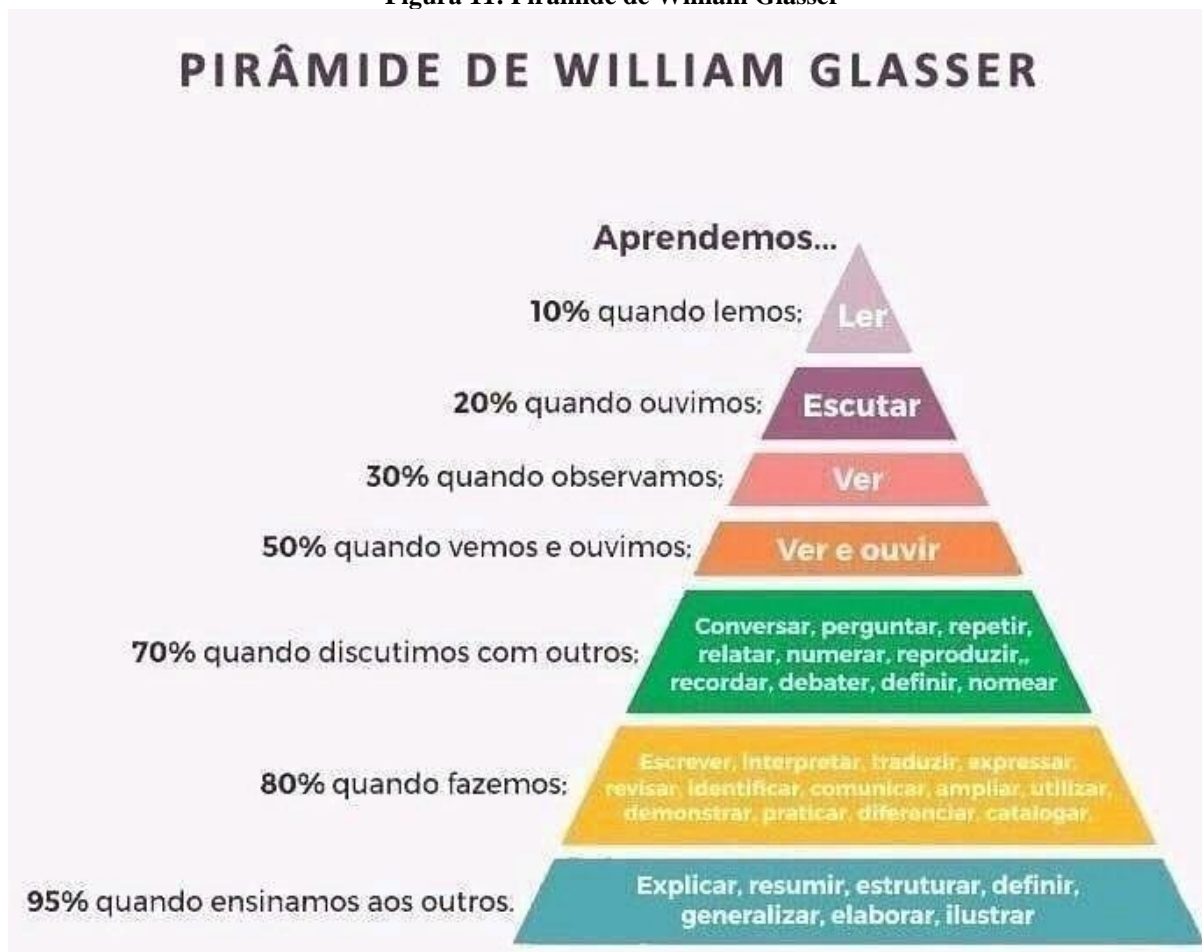 Figura 11: Pirâmide de William Glasser
PIRÂMIDE DE WILLIAM GLASSER
Aprendemos...
10% quando lemos;
Ler
20% quando ouvimos;
Escutar
30% quando observamos;
Ver
50% quando vemos e ouvimos;
Ver e ouvir
70% quando discutimos com outros;
Conversar, perguntar, repetir,
relatar, numerar, reproduzir,,
recordar, debater, definir, nomear
80% quando fazemos;
Escrever, Interpretar, traduzir, expressar,
revisar, identificar, comunicar, ampliar, utilizar,
demonstrar, praticar, diferenciar, catalogar,
95% quando ensinamos aos outros.
Explicar, resumir, estruturar, definir,
generalizar, elaborar, ilustrar